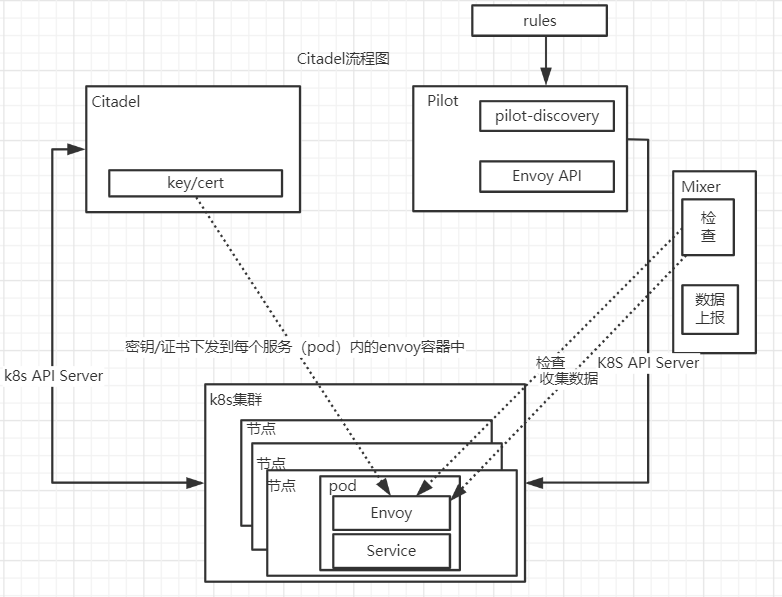 rules
Citadel流程图
Citadel
key/cert
Pilot
pilot-discovery
Envoy API
Mixer
检
查
数据
上报
密钥/证书下发到每个服务（pod）内的envoy容器中
检查
收集数据
K8S API Server
k8s API Server
k8s集群
节点
节点
节点
pod
Envoy
Service